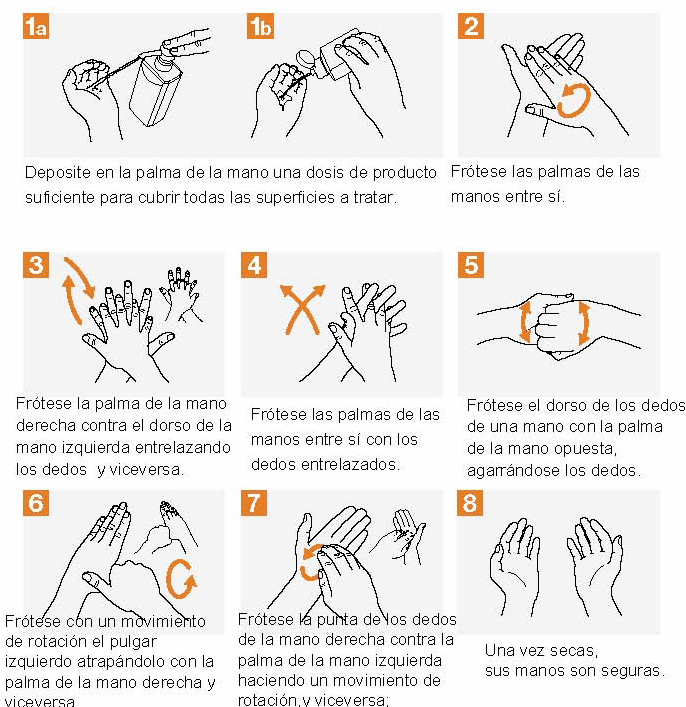 1a
1b
Deposite en la palma de la mano una dosis de producto
suficiente para cubrir todas las superficies a tratar.
2
Frótese las palmas de las
manos entre sí.
3
Frótese la palma de la mano
derecha contra el dorso de la
mano izquierda entrelazando
los dedos y viceversa.
4
Frótese las palmas de las
manos entre sí con los
dedos entrelazados.
5
Frótese el dorso de los dedos
de una mano con la palma
de la mano opuesta,
agarrándose los dedos.
6
Frótese con un movimiento
de rotación el pulgar
izquierdo atrapándolo con la
palma de la mano derecha y
viceversa
7
Frótese la punta de los dedos
de la mano derecha contra la
palma de la mano izquierda
haciendo un movimiento de
rotación,y viceversa;
8
Una vez secas,
sus manos son seguras.